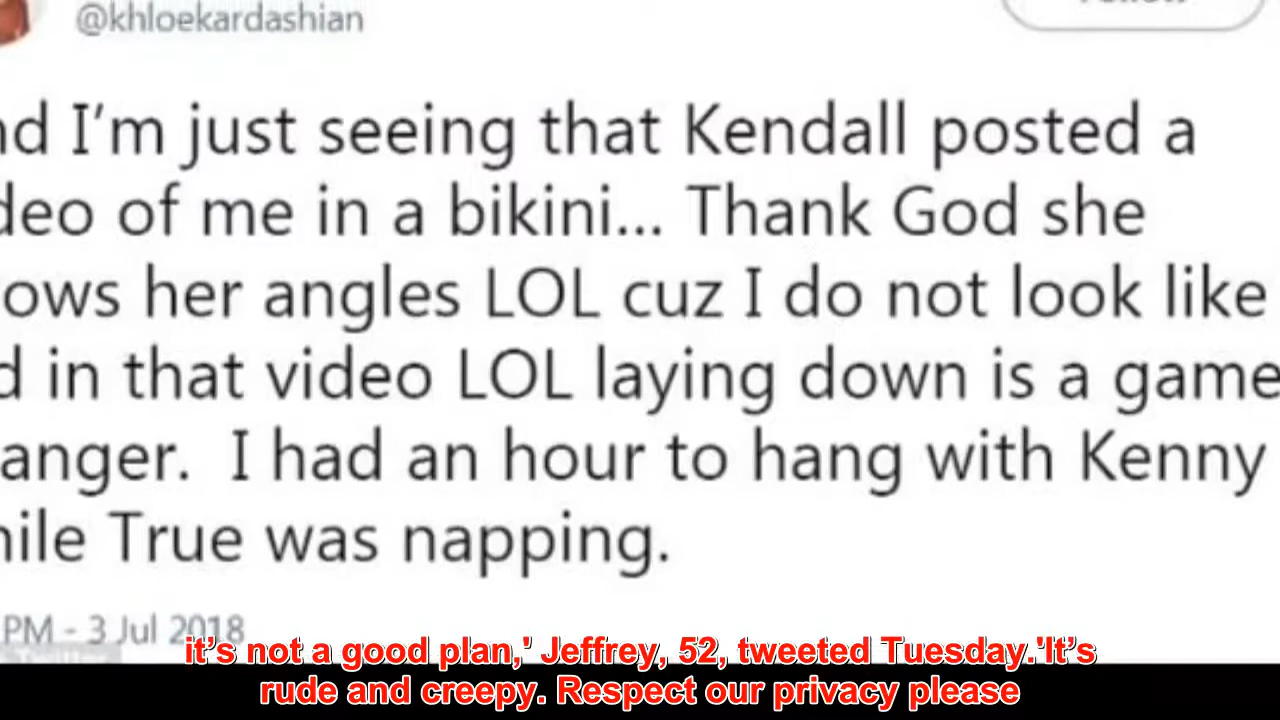 @khloekardashian
nd I'm just seeing that Kendall posted a
deo of me in a bikini... Thank God she
ows her angles LOL cuz I do not look like
d in that video LOL laying down is a game
anger. I had an hour to hang with Kenny
hile True was napping.
PM - 3 Jul 2018
it's not a good plan,' Jeffrey, 52, tweeted Tuesday.'It's
rude and creepy. Respect our privacy please